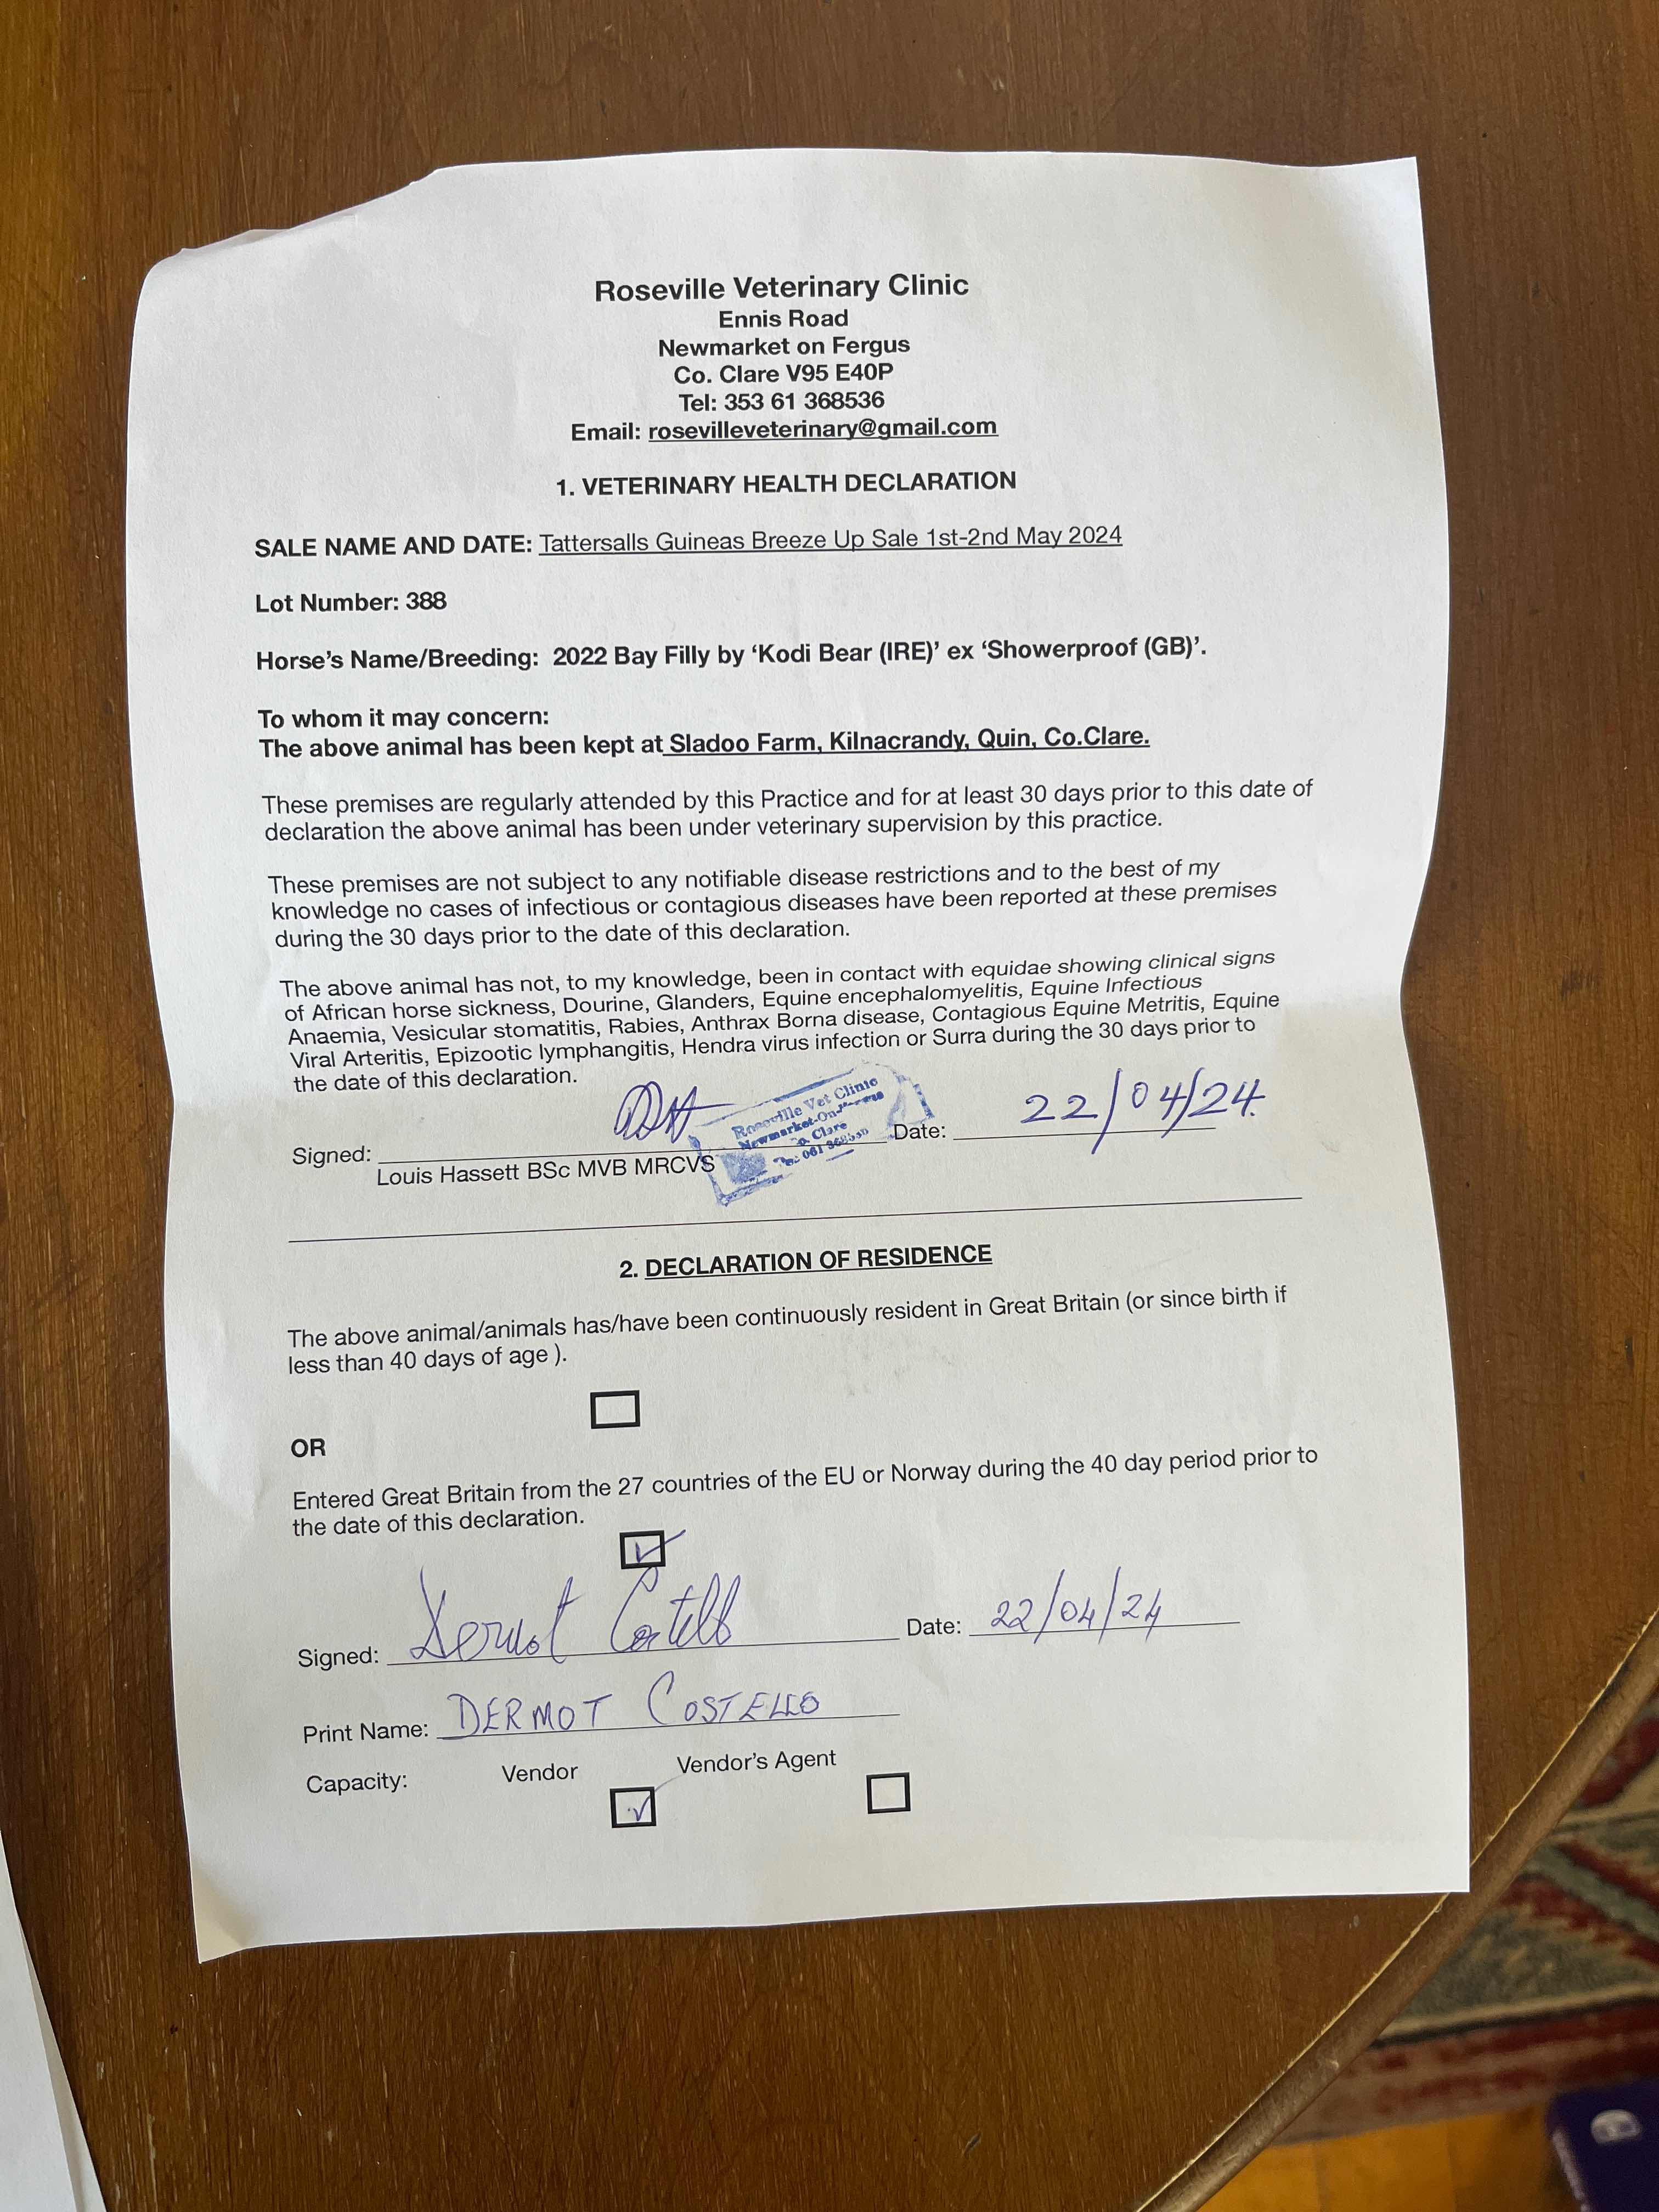 Roseville Veterinary Clinic
Ennis Road
Newmarket on Fergus
Co. Clare V95 E40P
Tel: 353 61 368536
Email: rosevilleveterinary@gmail.com
1. VETERINARY HEALTH DECLARATION
SALE NAME AND DATE: Tattersalls Guineas Breeze Up Sale 1st-2nd May 2024
Lot Number: 388
Horse's Name/Breeding: 2022 Bay Filly by 'Kodi Bear (IRE)' ex 'Showerproof (GB)'.
To whom it may concern:
The above animal has been kept at Sladoo Farm, Kilnacrandy, Quin, Co.Clare.
These premises are regularly attended by this Practice and for at least 30 days prior to this date of
declaration the above animal has been under veterinary supervision by this practice.
These premises are not subject to any notifiable disease restrictions and to the best of my
knowledge no cases of infectious or contagious diseases have been reported at these premises
during the 30 days prior to the date of this declaration.
The above animal has not, to my knowledge, been in contact with equidae showing clinical signs
of African horse sickness, Dourine, Glanders, Equine encephalomyelitis, Equine Infectious
Anaemia, Vesicular stomatitis, Rabies, Anthrax Borna disease, Contagious Equine Metritis, Equine
Viral Arteritis, Epizootic lymphangitis, Hendra virus infection or Surra during the 30 days prior to
the date of this declaration.
Roseville Vet Clinic
Newmarket-On-
Co. Clare
061
Signed: Date: 22/04/24.
Louis Hassett BSc MVB MRCVS
2. DECLARATION OF RESIDENCE
The above animal/animals has/have been continuously resident in Great Britain (or since birth if
less than 40 days of age ).
OR
Entered Great Britain from the 27 countries of the EU or Norway during the 40 day period prior to
the date of this declaration.
Signed: Dermot Costello Date: 22/04/24
Print Name: DERMOT COSTELLO
Capacity: Vendor Vendor's Agent